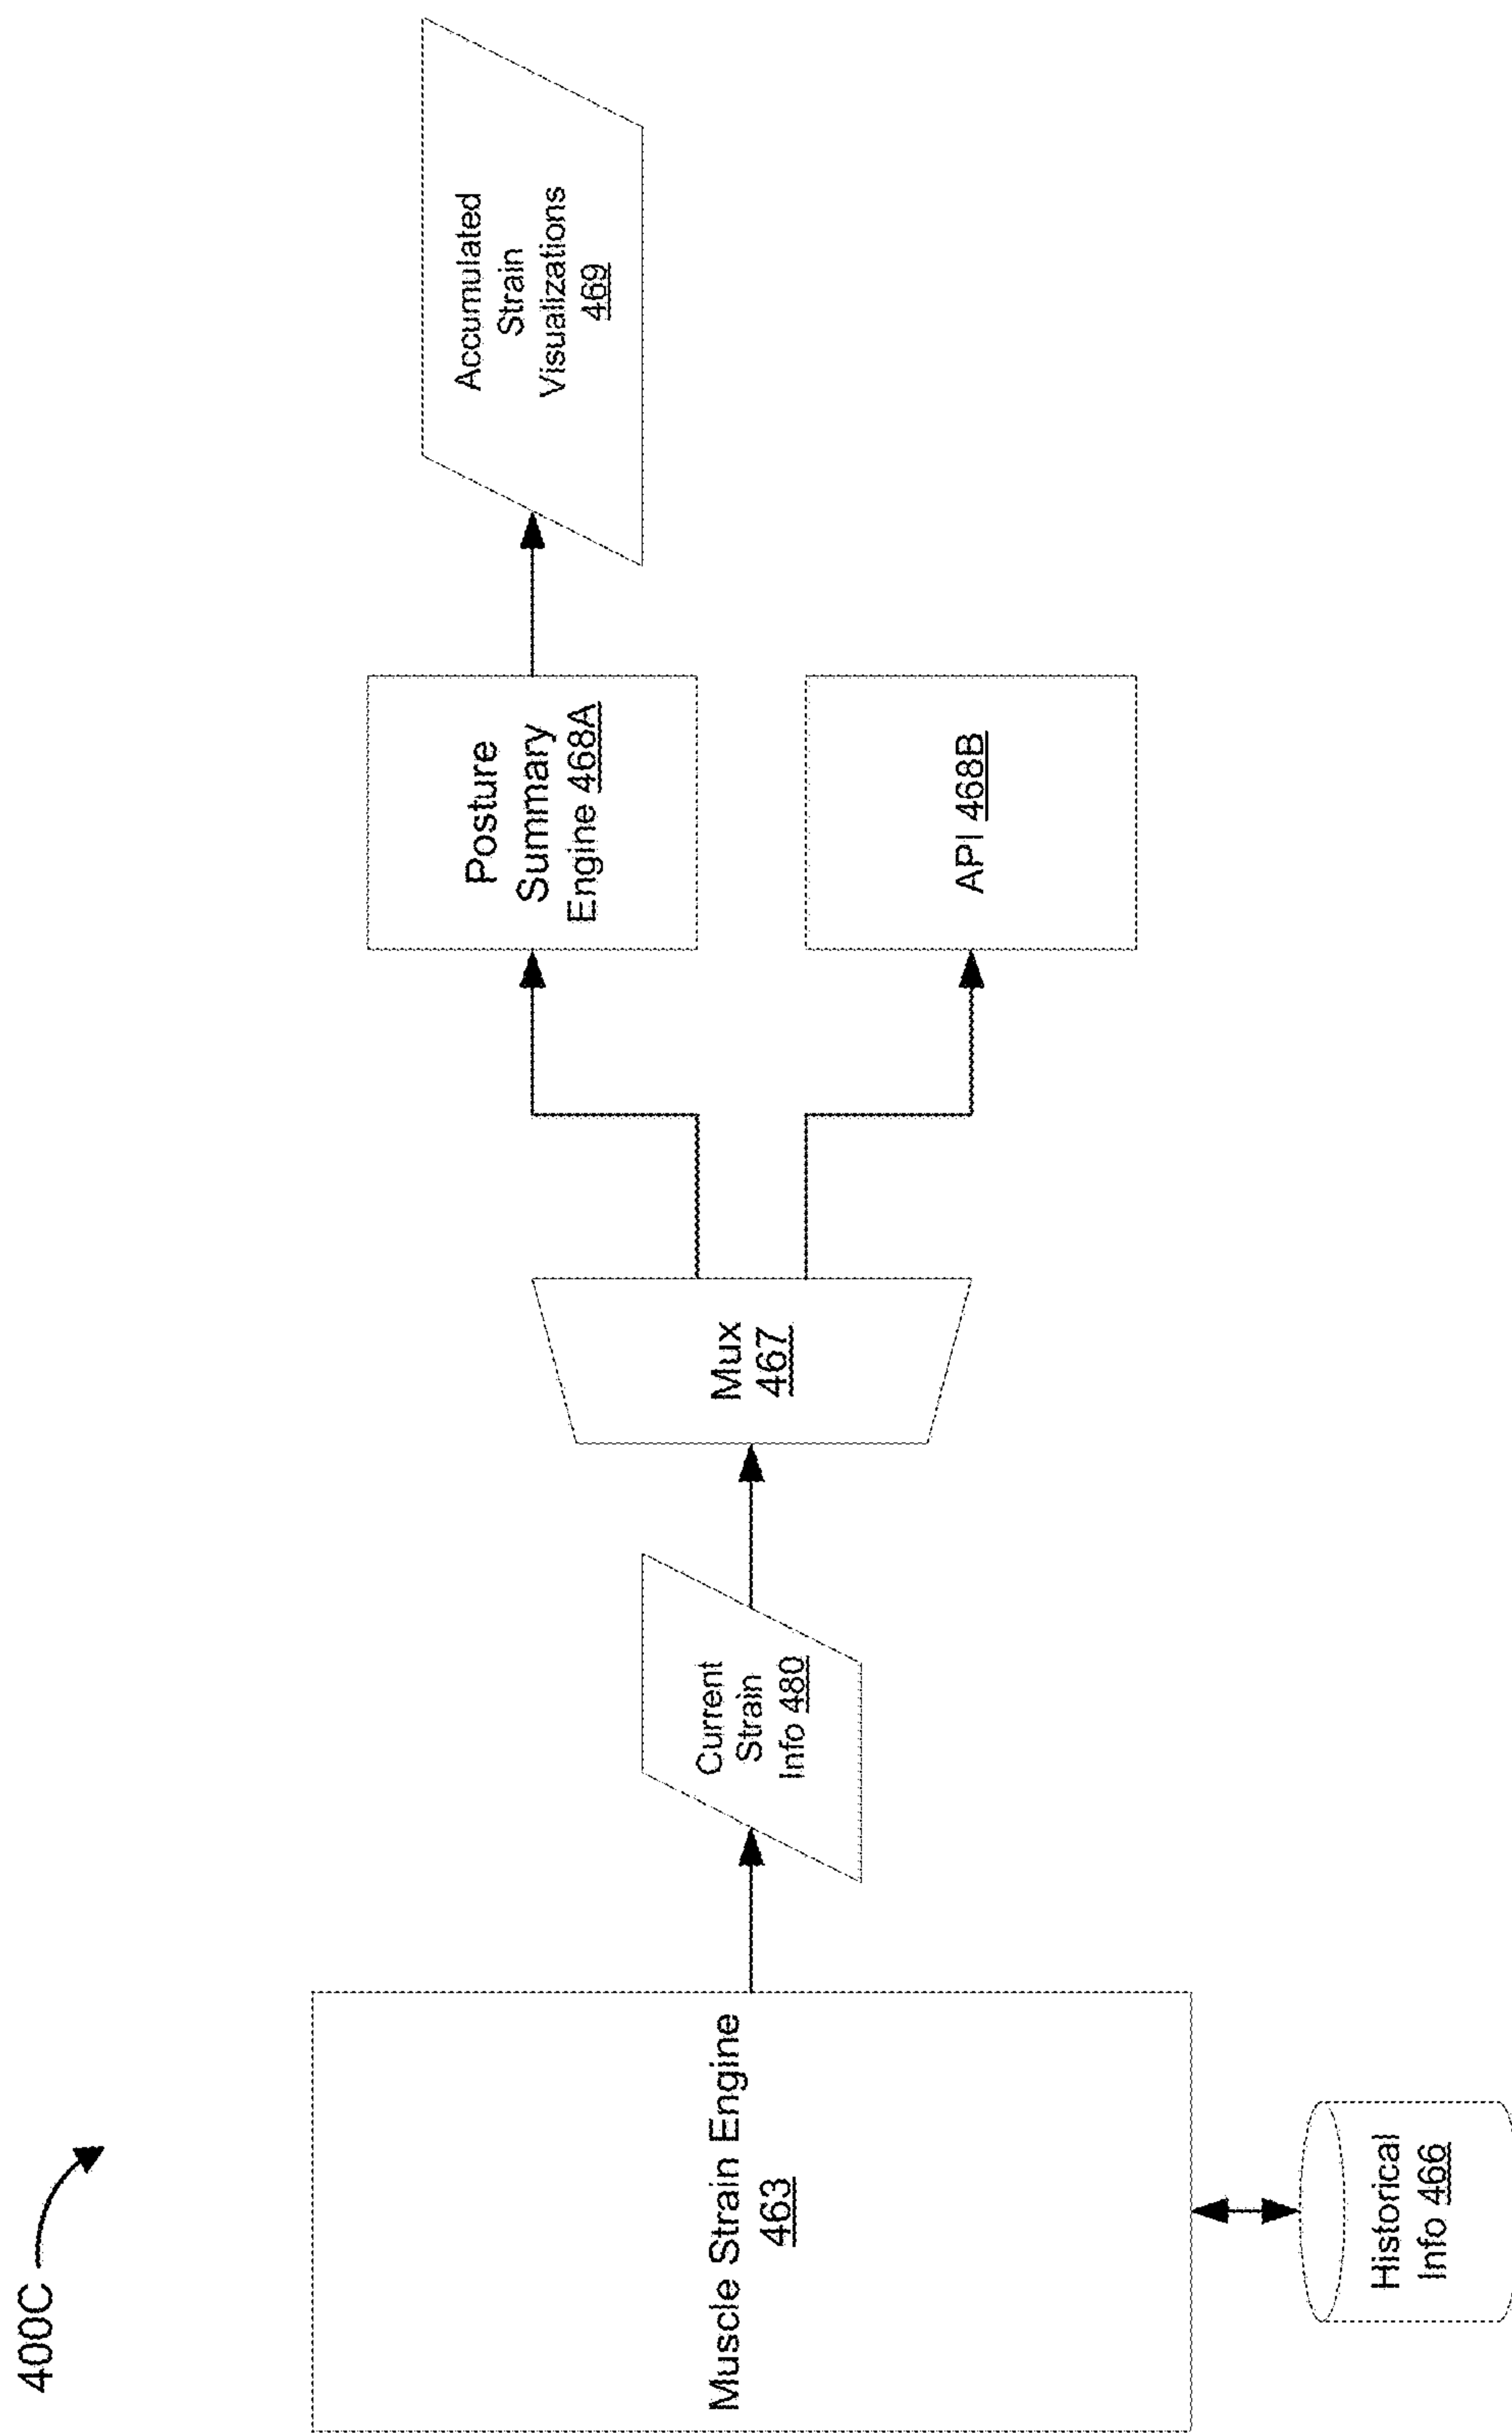 400C
Muscle Strain Engine
463
Historical
Info 466
Current
Strain
Info 480
Mux
467
Posture
Summary
Engine 468A
API 468B
Accumulated
Strain
Visualizations
469